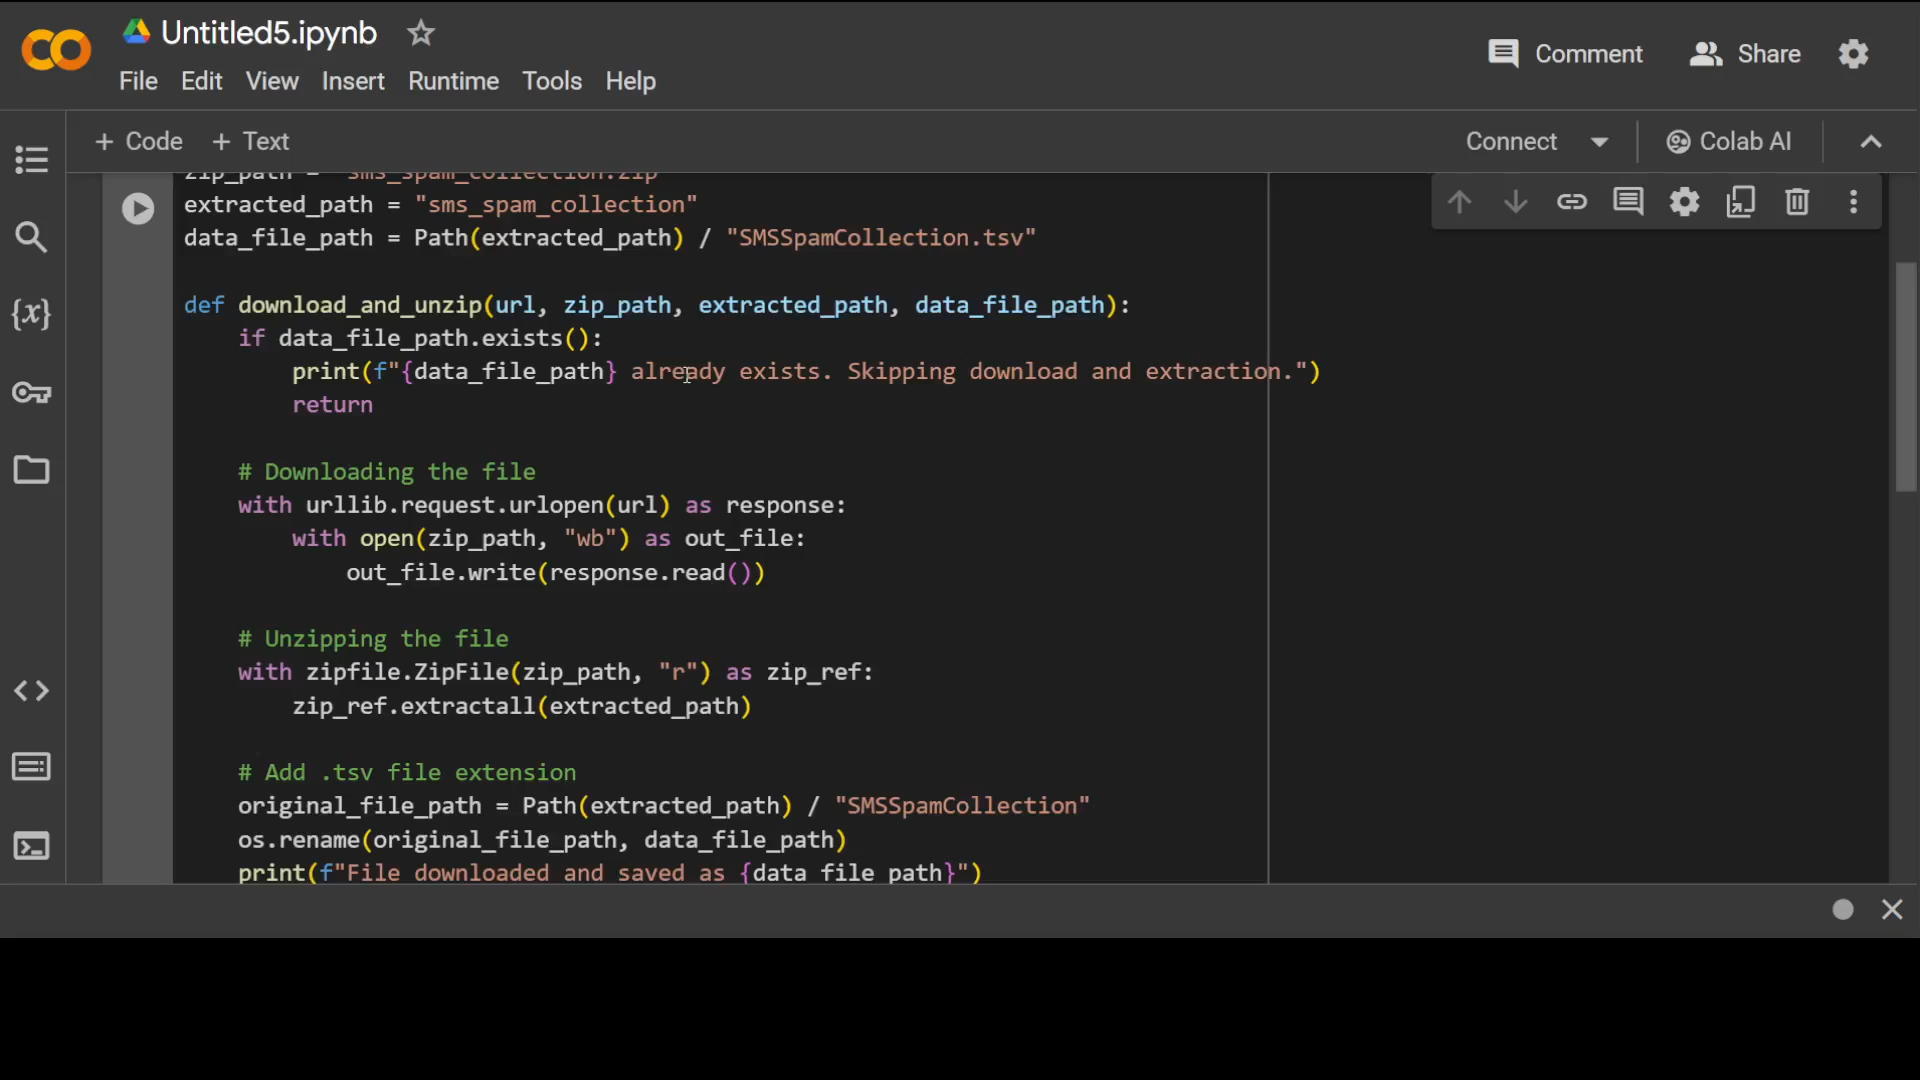 Untitled5.ipynb
File Edit View Insert Runtime Tools Help
Comment
Share
+ Code + Text
Connect
Colab AI
zip_path = "sms_spam_collection.zip"
extracted_path = "sms_spam_collection"
data_file_path = Path(extracted_path) / "SMSSpamCollection.tsv"
def download_and_unzip(url, zip_path, extracted_path, data_file_path):
if data_file_path.exists():
print(f"{data_file_path} already exists. Skipping download and extraction.")
return
# Downloading the file
with urllib.request.urlopen(url) as response:
with open(zip_path, "wb") as out_file:
out_file.write(response.read())
# Unzipping the file
with zipfile.ZipFile(zip_path, "r") as zip_ref:
zip_ref.extractall(extracted_path)
# Add .tsv file extension
original_file_path = Path(extracted_path) / "SMSSpamCollection"
os.rename(original_file_path, data_file_path)
print(f"File downloaded and saved as {data_file_path}")